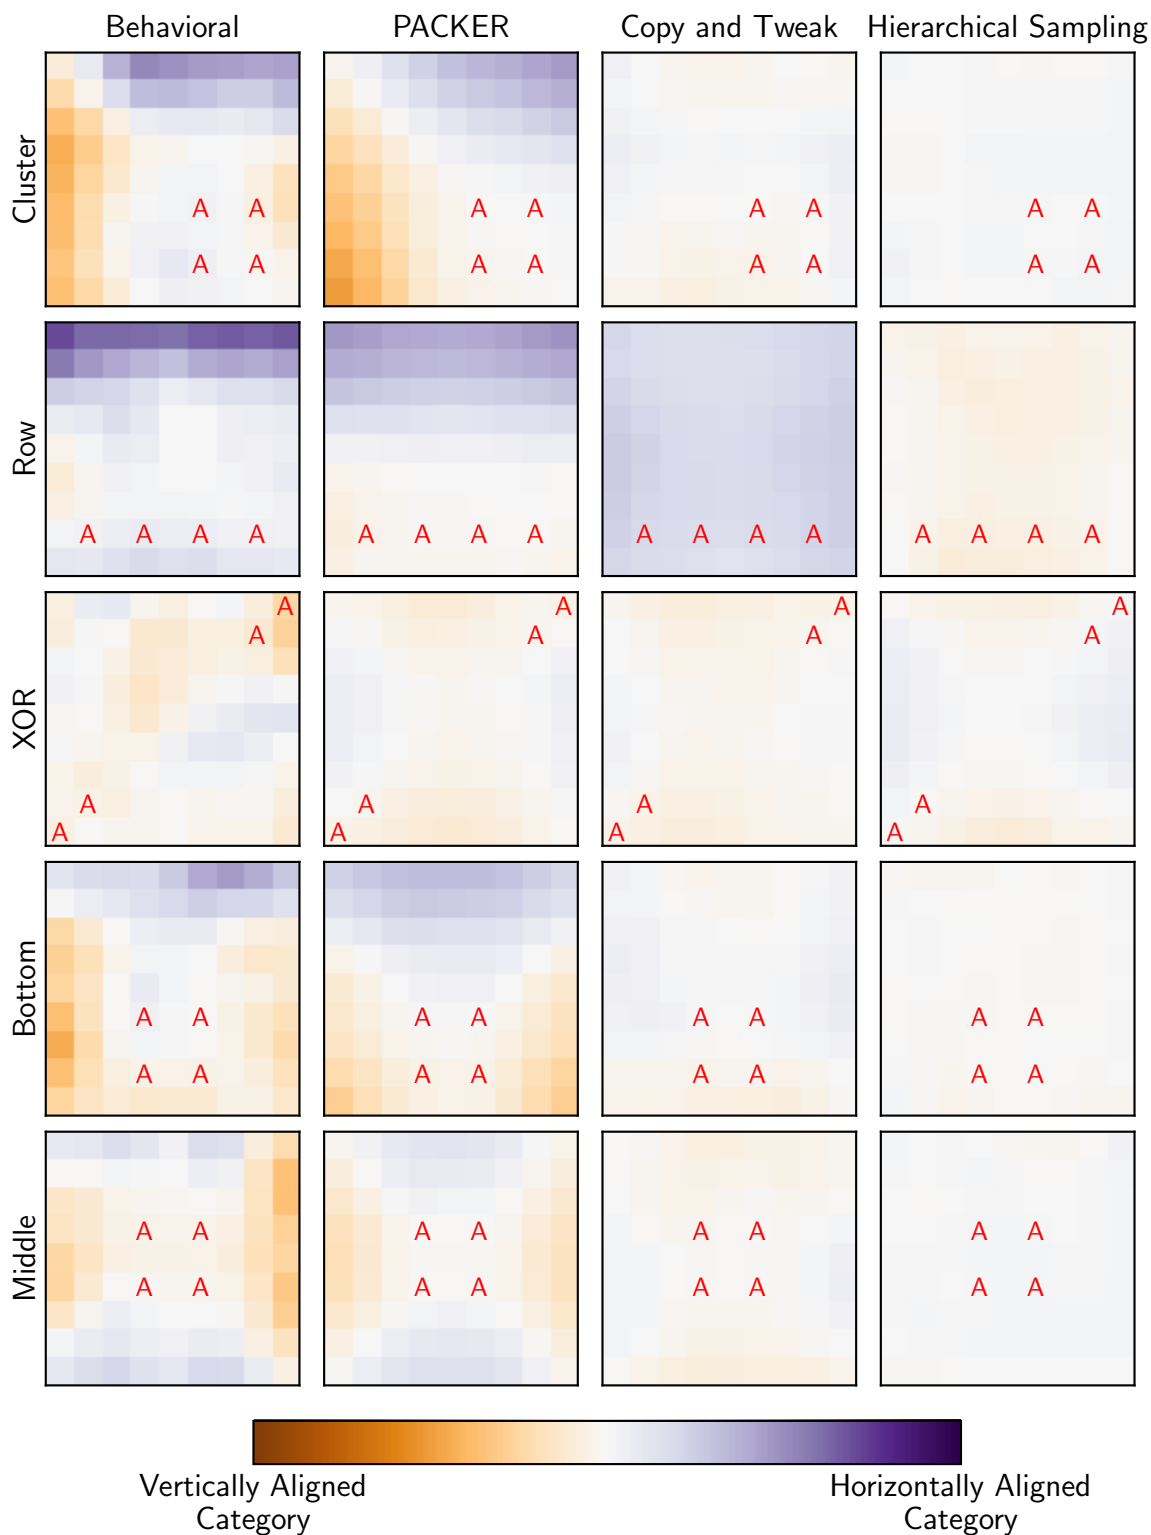 Behavioral PACKER Copy and Tweak Hierarchical Sampling
Cluster
A A A A A A A A
A A A A A A A A
Row
A A A A A A A A A A A A A A A A
XOR
A A A A
A A A A
A A A A
A A A A
Bottom
A A A A A A A A
A A A A A A A A
Middle
A A A A A A A A
A A A A A A A A
Vertically Aligned Horizontally Aligned
Category Category